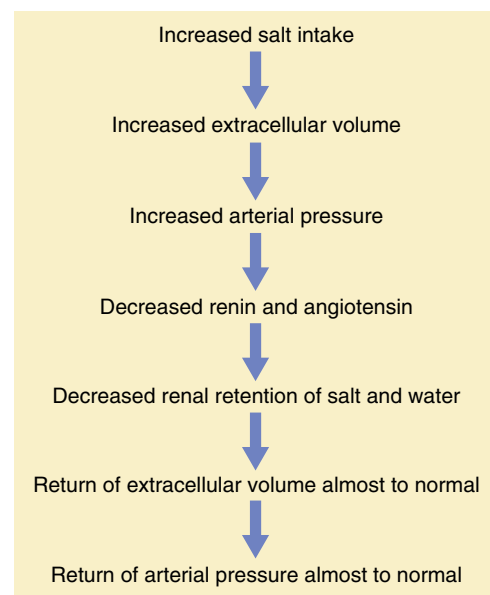 Increased salt intake
Increased extracellular volume
Increased arterial pressure
Decreased renin and angiotensin
Decreased renal retention of salt and water
Return of extracellular volume almost to normal
Return of arterial pressure almost to normal